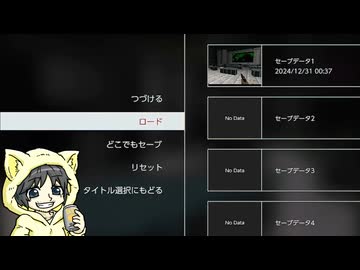 つづける
ロード
どこでもセーブ
リセット
タイトル選択にもどる
セーブデータ1
2024/12/31 00:37
No Data
セーブデータ2
No Data
セーブデータ3
No Data
セーブデータ4